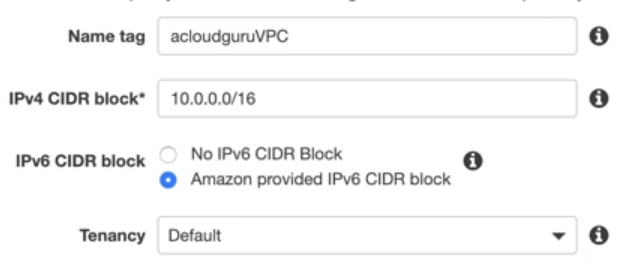 Name tag acloudguruVPC
IPv4 CIDR block* 10.0.0.0/16
No IPv6 CIDR Block
IPv6 CIDR block
Amazon provided IPv6 CIDR block
Tenancy Default